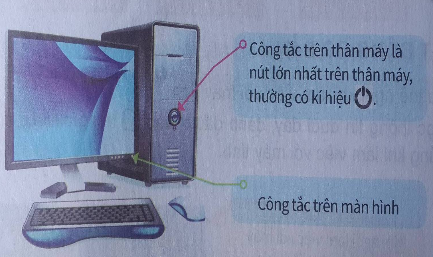 Công tắc trên thân máy là
nút lớn nhất trên thân máy,
thường có kí hiệu ⏻.
Công tắc trên màn hình